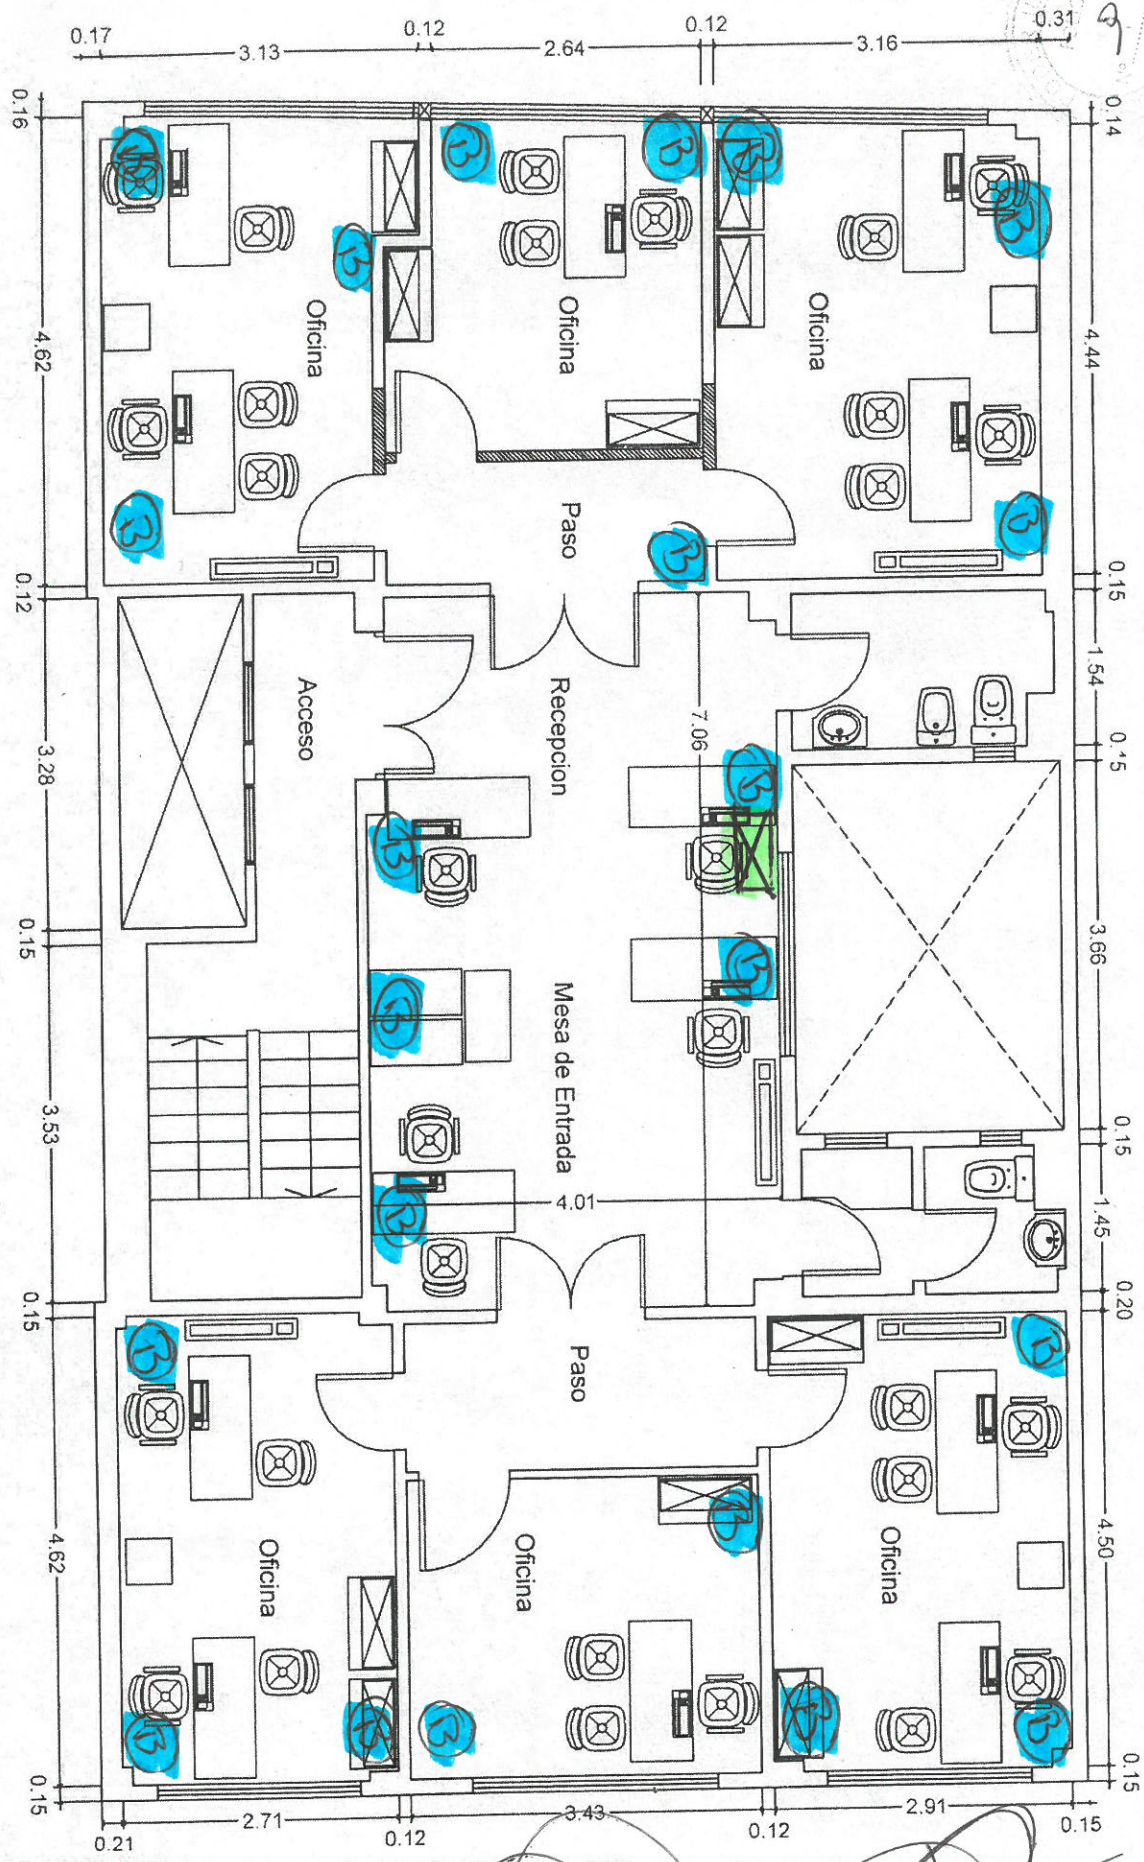 0.17
3.13
0.12
2.64
0.12
3.16
0.31
0.16
4.62
0.12
3.28
0.15
3.53
0.15
4.62
0.15
0.14
4.44
0.15
1.54
3.66
0.15
1.45
0.20
4.50
0.15
B
B
B
B
B
B
B
B
Oficina
Oficina
Oficina
B
B
B
Paso
Acceso
Recepcion
7.06
B
B
B
B
Mesa de Entrada
B
4.01
B
B
Paso
B
Oficina
Oficina
Oficina
B
B
B
B
B
0.21
2.71
0.12
3.43
0.12
2.91
0.15